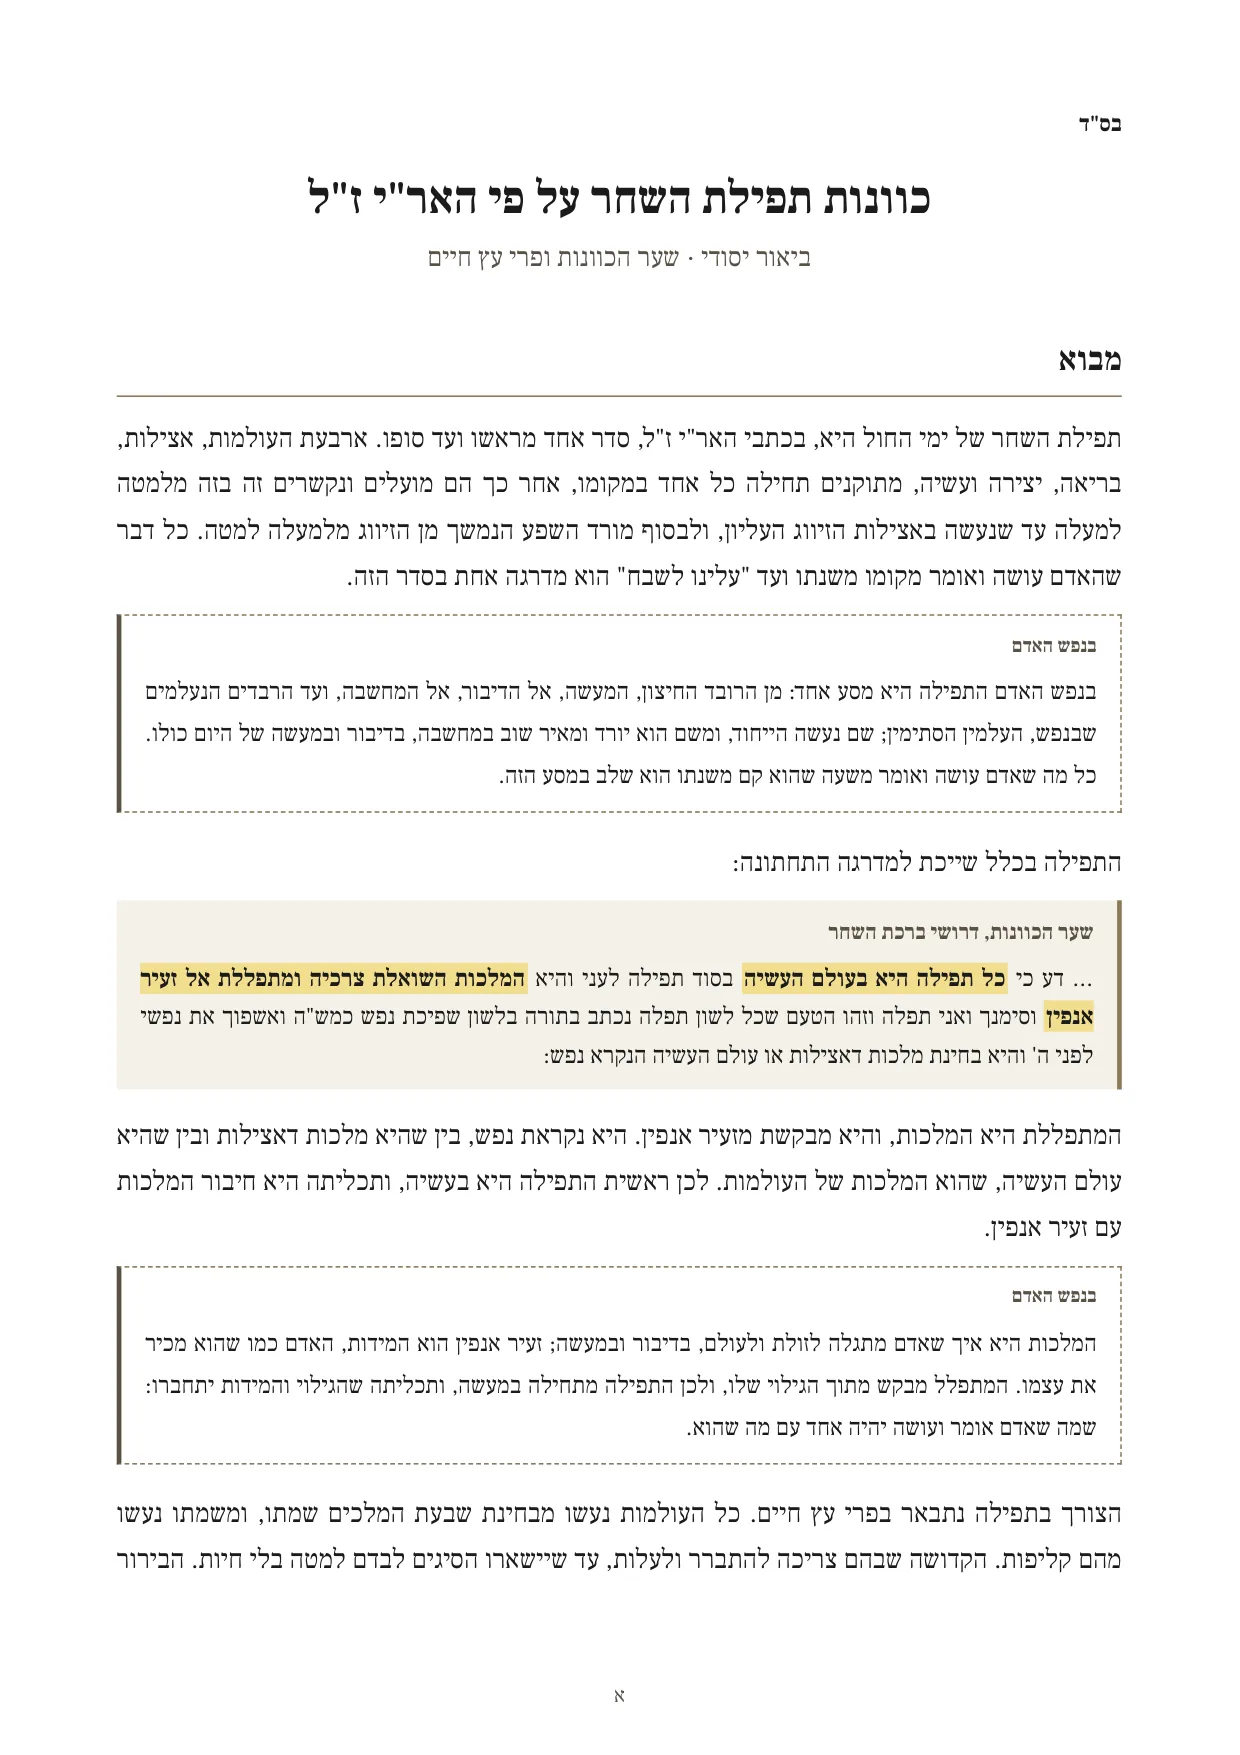 בס"ד
כוונות תפילת השחר על פי האר"י ז"ל
ביאור יסודי · שער הכוונות ופרי עץ חיים
מבוא
תפילת השחר של ימי החול היא, בכתבי האר"י ז"ל, סדר אחד מראשו ועד סופו. ארבעת העולמות, אצילות,
בריאה, יצירה ועשיה, מתוקנים תחילה כל אחד במקומו, אחר כך הם מועלים ונקשרים זה בזה מלמטה
למעלה עד שנעשה באצילות הזיווג העליון, ולבסוף מורד השפע הנמשך מן הזיווג מלמעלה למטה. כל דבר
שהאדם עושה ואומר מקומו משנתו ועד "עלינו לשבח" הוא מדרגה אחת בסדר הזה.
בנפש האדם
בנפש האדם התפילה היא מסע אחד: מן הרובד החיצון, המעשה, אל הדיבור, אל המחשבה, ועד הרבדים הנעלמים
שבנפש, העלמין הסתימין; שם נעשה הייחוד, ומשם הוא יורד ומאיר שוב במחשבה, בדיבור ובמעשה של היום כולו.
כל מה שאדם עושה ואומר משעה שהוא קם משנתו הוא שלב במסע הזה.
התפילה בכלל שייכת למדרגה התחתונה:
שער הכוונות, דרושי ברכת השחר
... דע כי כל תפילה היא בעולם העשיה בסוד תפילה לעני והיא המלכות השואלת צרכיה ומתפללת אל זעיר
אנפין וסימנך ואני תפלה וזהו הטעם שכל לשון תפלה נכתב בתורה בלשון שפיכת נפש כמש"ה ואשפוך את נפשי
לפני ה' והיא בחינת מלכות דאצילות או עולם העשיה הנקרא נפש:
המתפללת היא המלכות, והיא מבקשת מזעיר אנפין. היא נקראת נפש, בין שהיא מלכות דאצילות ובין שהיא
עולם העשיה, שהוא המלכות של העולמות. לכן ראשית התפילה היא בעשיה, ותכליתה היא חיבור המלכות
עם זעיר אנפין.
בנפש האדם
המלכות היא איך שאדם מתגלה לזולת ולעולם, בדיבור ובמעשה; זעיר אנפין הוא המידות, האדם כמו שהוא מכיר
את עצמו. המתפלל מבקש מתוך הגילוי שלו, ולכן התפילה מתחילה במעשה, ותכליתה שהגילוי והמידות יתחברו:
שמה שאדם אומר ועושה יהיה אחד עם מה שהוא.
הצורך בתפילה נתבאר בפרי עץ חיים. כל העולמות נעשו מבחינת שבעת המלכים שמתו, ומשמתו נעשו
מהם קליפות. הקדושה שבהם צריכה להתברר ולעלות, עד שיישארו הסיגים לבדם למטה בלי חיות. הבירור
א